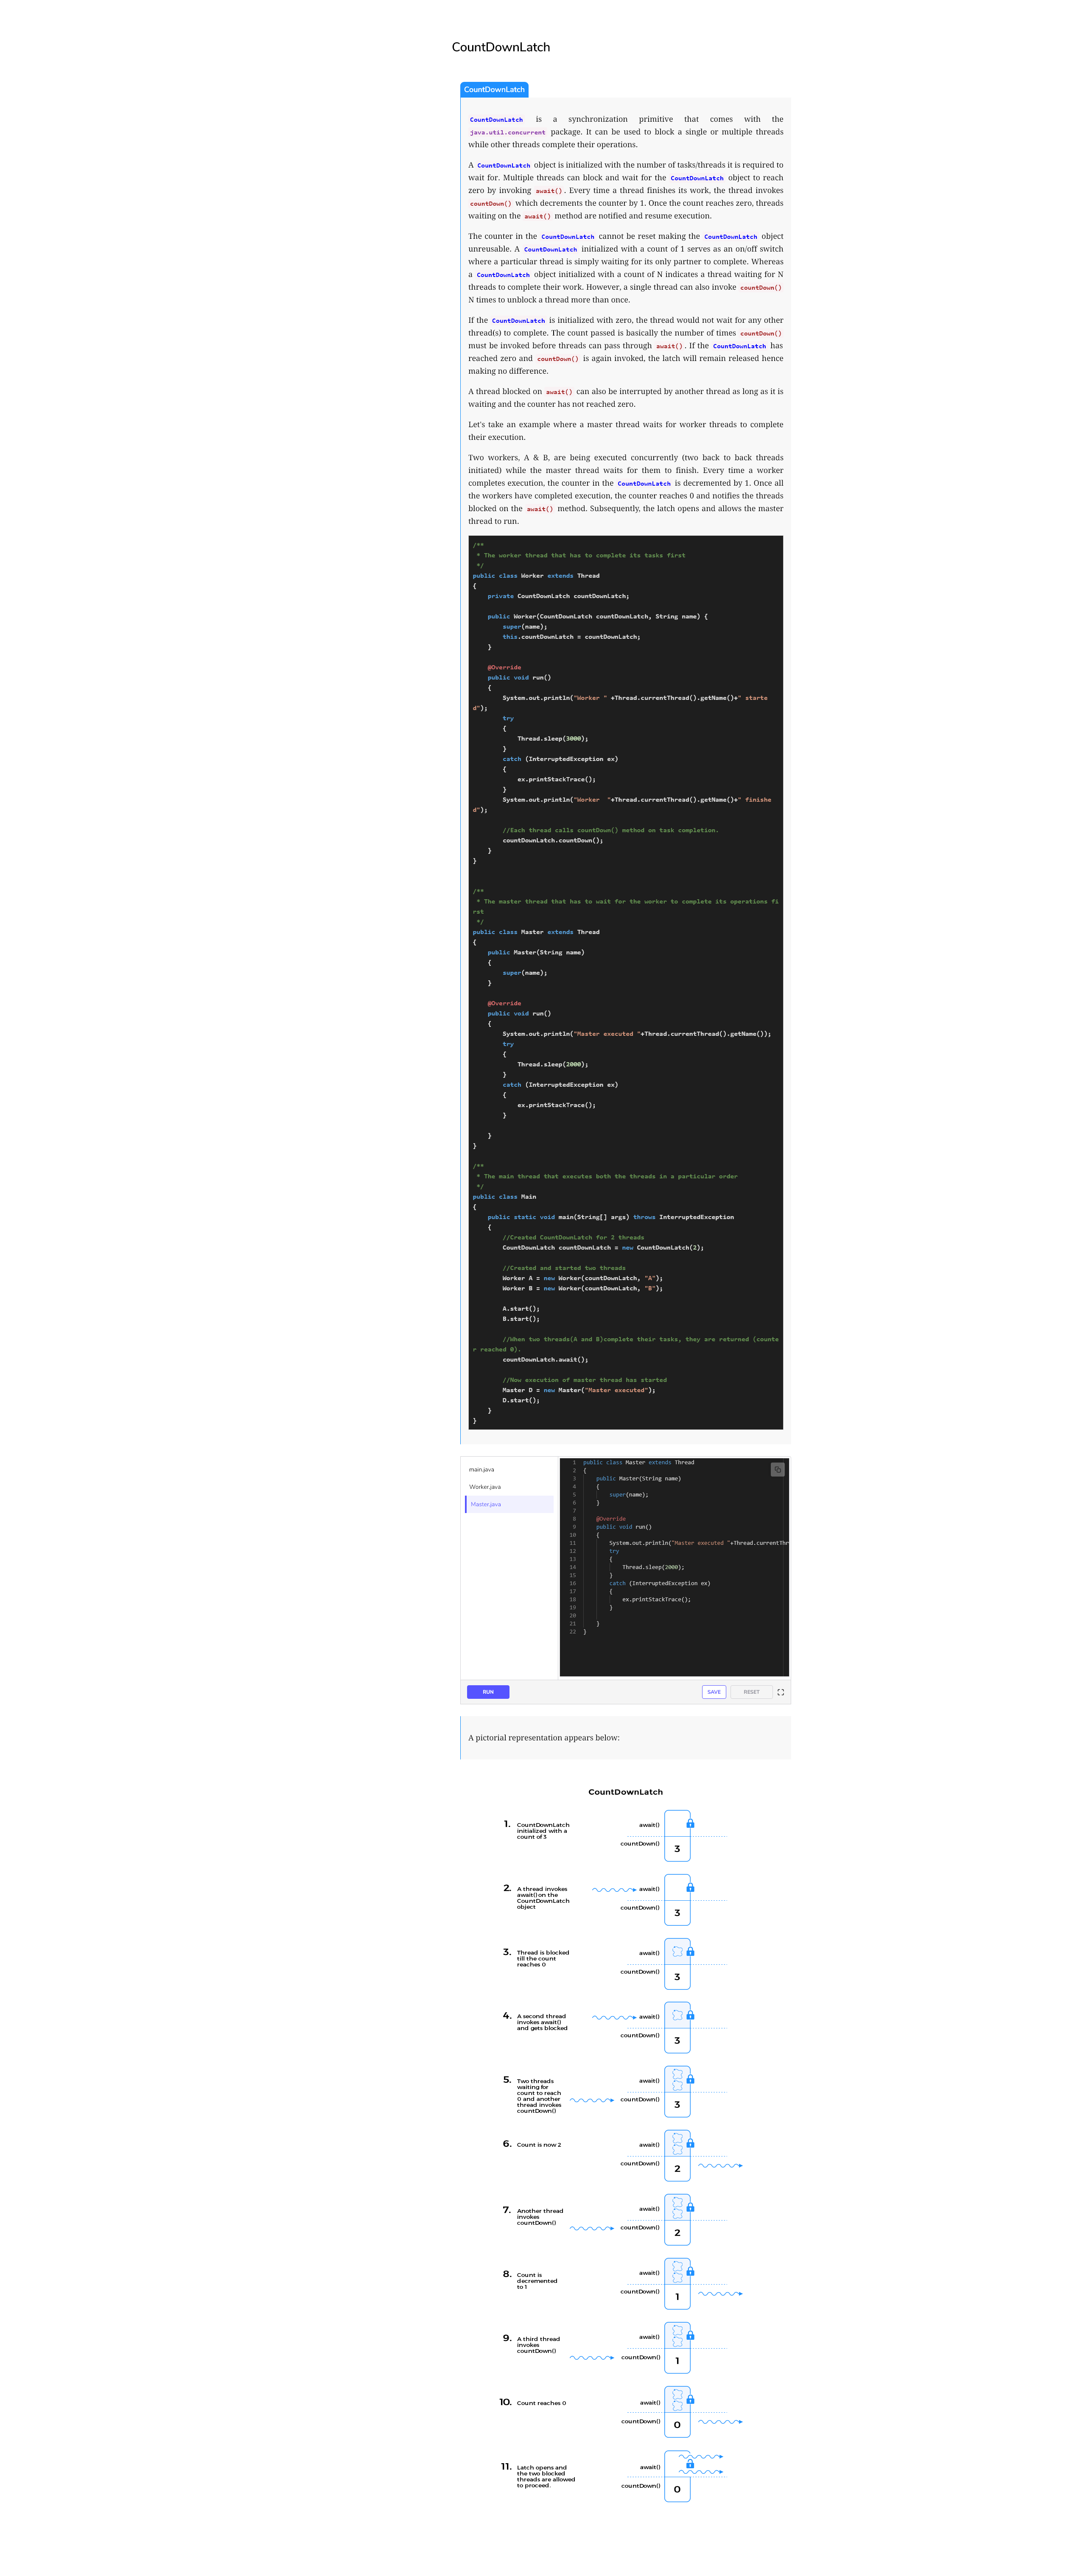 CountDownLatch
CountDownLatch
CountDownLatch is a synchronization primitive that comes with the
java.util.concurrent package. It can be used to block a single or multiple threads
while other threads complete their operations.
A CountDownLatch object is initialized with the number of tasks/threads it is required to
wait for. Multiple threads can block and wait for the CountDownLatch object to reach
zero by invoking await(). Every time a thread finishes its work, the thread invokes
countDown() which decrements the counter by 1. Once the count reaches zero, threads
waiting on the await() method are notified and resume execution.
The counter in the CountDownLatch cannot be reset making the CountDownLatch object
unreusable. A CountDownLatch initialized with a count of 1 serves as an on/off switch
where a particular thread is simply waiting for its only partner to complete. Whereas
a CountDownLatch object initialized with a count of N indicates a thread waiting for N
threads to complete their work. However, a single thread can also invoke countDown()
N times to unblock a thread more than once.
If the CountDownLatch is initialized with zero, the thread would not wait for any other
thread(s) to complete. The count passed is basically the number of times countDown()
must be invoked before threads can pass through await(). If the CountDownLatch has
reached zero and countDown() is again invoked, the latch will remain released hence
making no difference.
A thread blocked on await() can also be interrupted by another thread as long as it is
waiting and the counter has not reached zero.
Let's take an example where a master thread waits for worker threads to complete
their execution.
Two workers, A & B, are being executed concurrently (two back to back threads
initiated) while the master thread waits for them to finish. Every time a worker
completes execution, the counter in the CountDownLatch is decremented by 1. Once all
the workers have completed execution, the counter reaches 0 and notifies the threads
blocked on the await() method. Subsequently, the latch opens and allows the master
thread to run.
/**
 * The worker thread that has to complete its tasks first
 */
public class Worker extends Thread
{
    private CountDownLatch countDownLatch;
    public Worker(CountDownLatch countDownLatch, String name) {
        super(name);
        this.countDownLatch = countDownLatch;
    }
    @Override
    public void run()
    {
        System.out.println("Worker " +Thread.currentThread().getName()+" starte
d");
        try
        {
            Thread.sleep(3000);
        }
        catch (InterruptedException ex)
        {
            ex.printStackTrace();
        }
        System.out.println("Worker  "+Thread.currentThread().getName()+" finishe
d");
        //Each thread calls countDown() method on task completion.
        countDownLatch.countDown();
    }
}
/**
 * The master thread that has to wait for the worker to complete its operations fi
rst
 */
public class Master extends Thread
{
    public Master(String name)
    {
        super(name);
    }
    @Override
    public void run()
    {
        System.out.println("Master executed "+Thread.currentThread().getName());
        try
        {
            Thread.sleep(2000);
        }
        catch (InterruptedException ex)
        {
            ex.printStackTrace();
        }
    }
}
/**
 * The main thread that executes both the threads in a particular order
 */
public class Main
{
    public static void main(String[] args) throws InterruptedException
    {
        //Created CountDownLatch for 2 threads
        CountDownLatch countDownLatch = new CountDownLatch(2);
        //Created and started two threads
        Worker A = new Worker(countDownLatch, "A");
        Worker B = new Worker(countDownLatch, "B");
        A.start();
        B.start();
        //When two threads(A and B)complete their tasks, they are returned (counte
r reached 0).
        countDownLatch.await();
        //Now execution of master thread has started
        Master D = new Master("Master executed");
        D.start();
    }
}
main.java
Worker.java
Master.java
1 public class Master extends Thread
2 {
3     public Master(String name)
4     {
5         super(name);
6     }
7
8     @Override
9     public void run()
10     {
11         System.out.println("Master executed "+Thread.currentThr
12         try
13         {
14             Thread.sleep(2000);
15         }
16         catch (InterruptedException ex)
17         {
18             ex.printStackTrace();
19         }
20
21     }
22 }
RUN
SAVE
RESET
A pictorial representation appears below:
CountDownLatch
1. CountDownLatch
initialized with a
count of 3
await()
countDown()
3
2. A thread invokes
await() on the
CountDownLatch
object
await()
countDown()
3
3. Thread is blocked
till the count
reaches 0
await()
countDown()
3
4. A second thread
invokes await()
and gets blocked
await()
countDown()
3
5. Two threads
waiting for
count to reach
0 and another
thread invokes
countDown()
await()
countDown()
3
6. Count is now 2
await()
countDown()
2
7. Another thread
invokes
countDown()
await()
countDown()
2
8. Count is
decremented
to 1
await()
countDown()
1
9. A third thread
invokes
countDown()
await()
countDown()
1
10. Count reaches 0
await()
countDown()
0
11. Latch opens and
the two blocked
threads are allowed
to proceed.
await()
countDown()
0